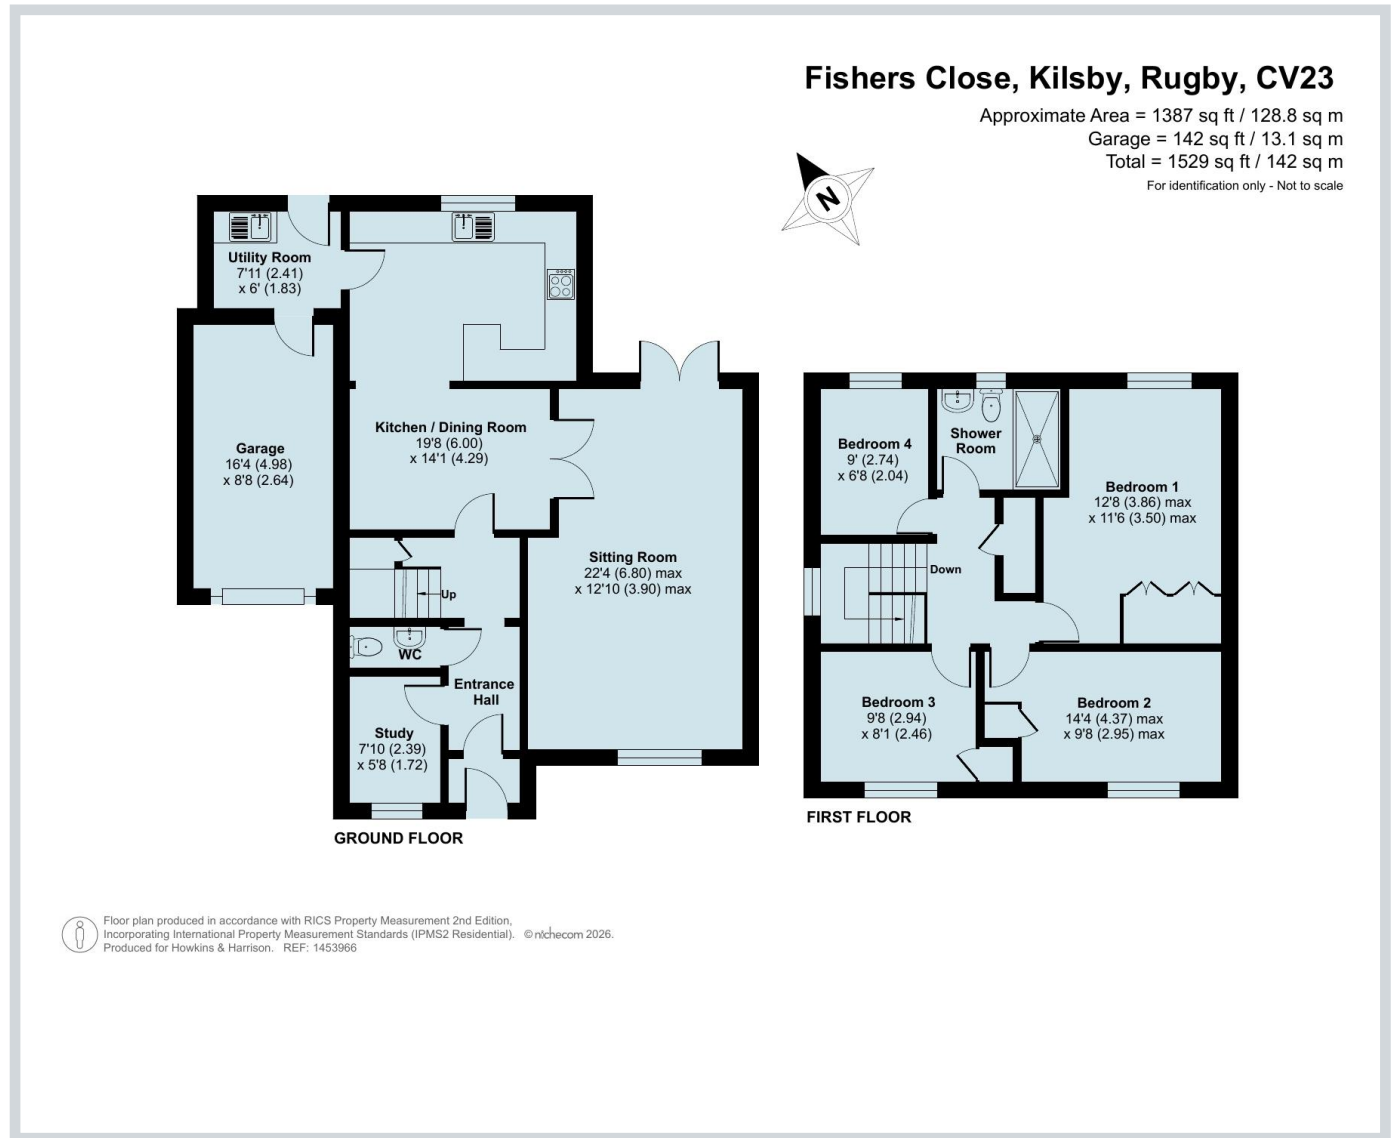 Fishers Close, Kilsby, Rugby, CV23
Approximate Area = 1387 sq ft / 128.8 sq m
Garage = 142 sq ft / 13.1 sq m
Total = 1529 sq ft / 142 sq m
For identification only - Not to scale
N
Utility Room
7'11 (2.41)
x 6' (1.83)
Garage
16'4 (4.98)
x 8'8 (2.64)
Kitchen / Dining Room
19'8 (6.00)
x 14'1 (4.29)
Sitting Room
22'4 (6.80) max
x 12'10 (3.90) max
Up
WC
Entrance
Hall
Study
7'10 (2.39)
x 5'8 (1.72)
GROUND FLOOR
Bedroom 4
9' (2.74)
x 6'8 (2.04)
Shower
Room
Bedroom 1
12'8 (3.86) max
x 11'6 (3.50) max
Down
Bedroom 3
9'8 (2.94)
x 8'1 (2.46)
Bedroom 2
14'4 (4.37) max
x 9'8 (2.95) max
FIRST FLOOR
Floor plan produced in accordance with RICS Property Measurement 2nd Edition,
Incorporating International Property Measurement Standards (IPMS2 Residential). © nichecom 2026.
Produced for Howkins & Harrison. REF: 1453966